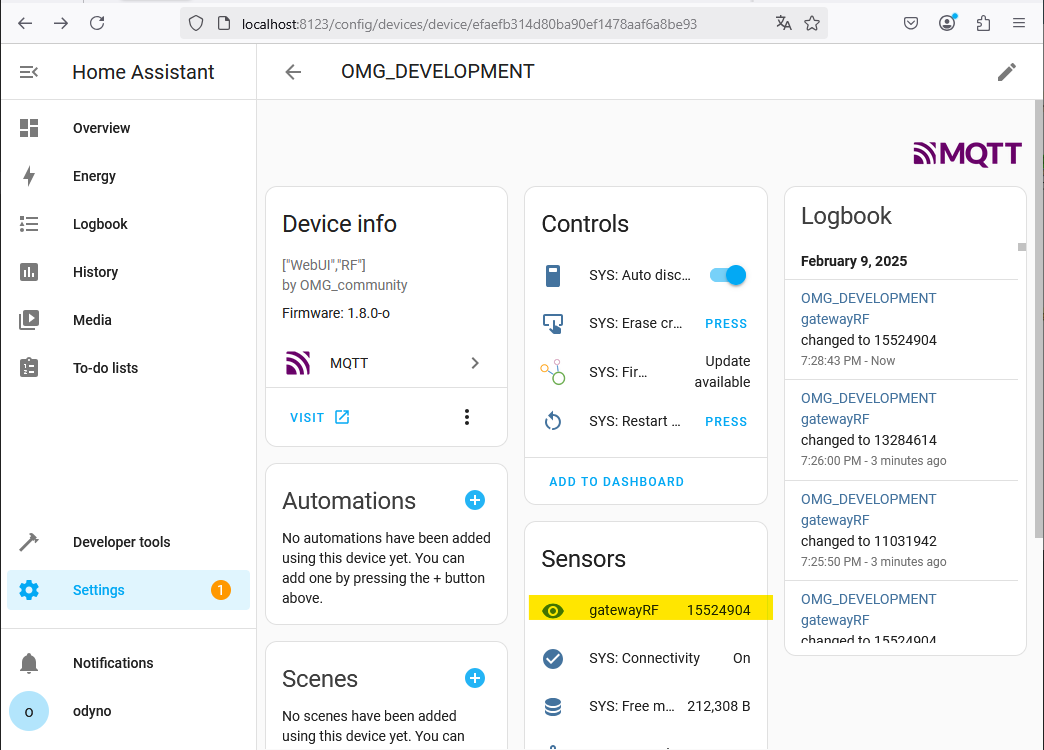 localhost:8123/config/devices/device/efaefb314d80ba90ef1478aaf6a8be93
Home Assistant
OMG_DEVELOPMENT
Overview
Energy
Logbook
History
Media
To-do lists
Developer tools
Settings
1
Notifications
o
odyno
MQTT
Device info
["WebUI","RF"]
by OMG_community
Firmware: 1.8.0-o
MQTT
VISIT
Automations
No automations have been added
using this device yet. You can
add one by pressing the + button
above.
Scenes
No scenes have been added
using this device yet. You can
Controls
SYS: Auto disc...
SYS: Erase cr...
PRESS
SYS: Fir...
Update
available
SYS: Restart ...
PRESS
ADD TO DASHBOARD
Sensors
gatewayRF 15524904
SYS: Connectivity On
SYS: Free m... 212,308 B
Logbook
February 9, 2025
OMG_DEVELOPMENT
gatewayRF
changed to 15524904
7:28:43 PM - Now
OMG_DEVELOPMENT
gatewayRF
changed to 13284614
7:26:00 PM - 3 minutes ago
OMG_DEVELOPMENT
gatewayRF
changed to 11031942
7:25:50 PM - 3 minutes ago
OMG_DEVELOPMENT
gatewayRF
changed to 15524904